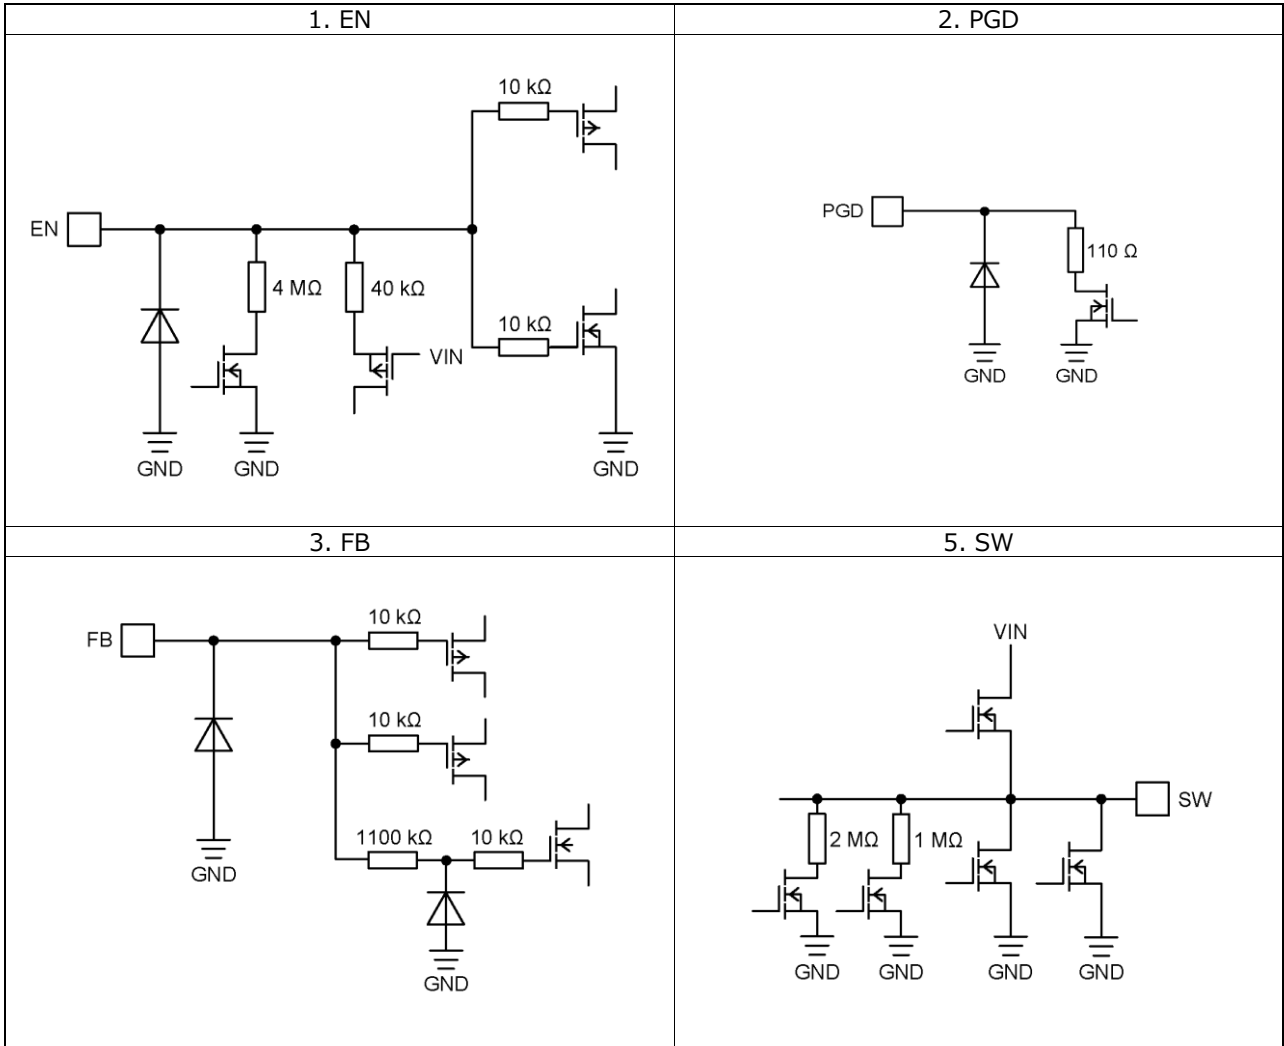 1. EN
2. PGD
10 kΩ
EN
4 MΩ
40 kΩ
10 kΩ
VIN
GND
GND
GND
PGD
110 Ω
GND
GND
3. FB
5. SW
FB
10 kΩ
10 kΩ
1100 kΩ
10 kΩ
GND
GND
VIN
SW
2 MΩ
1 MΩ
GND
GND
GND
GND